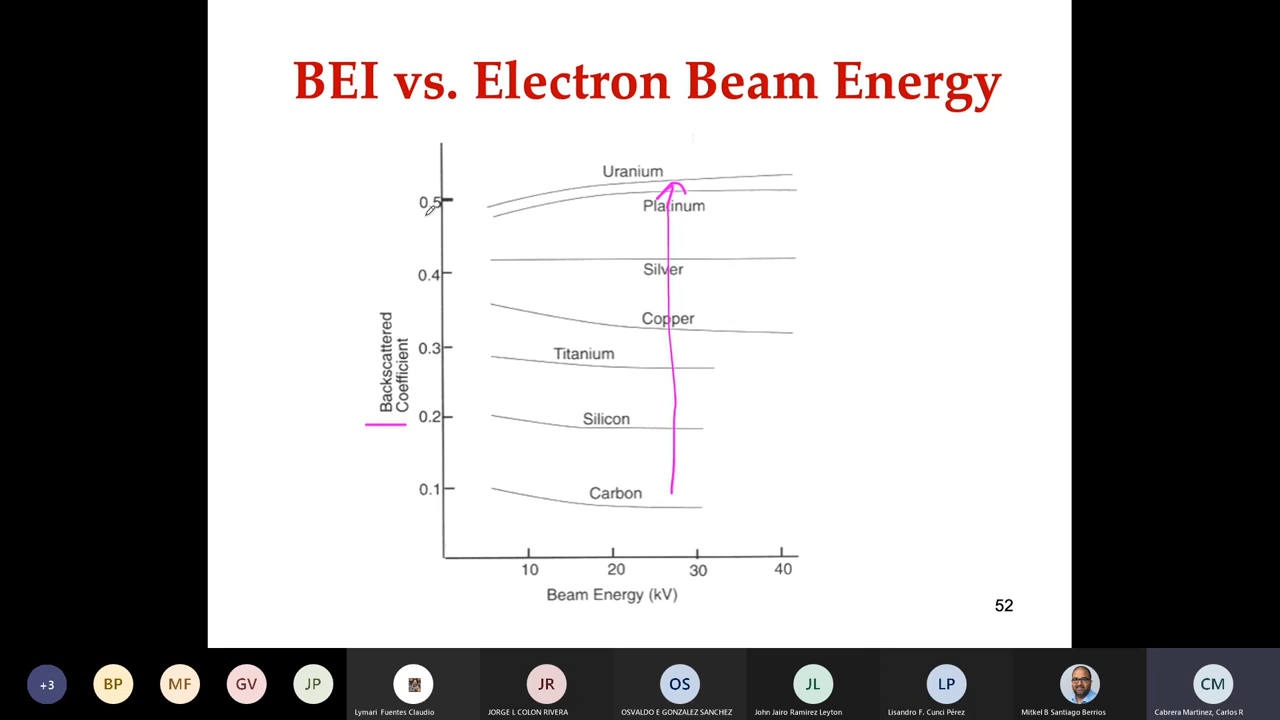 BEI vs. Electron Beam Energy
Uranium
0.5
Platinum
0.4
Silver
Copper
0.3
Titanium
Backscattered
Coefficient
0.2
Silicon
0.1
Carbon
10 20 30 40
Beam Energy (kV)
52
+3 BP MF GV JP JR OS JL LP CM
Lymari Fuentes Claudio JORGE L COLON RIVERA OSVALDO E GONZALEZ SANCHEZ John Jairo Ramirez Leyton Lisandro F. Cunci Pérez Mitkel B Santiago Berrios Cabrera Martinez, Carlos R